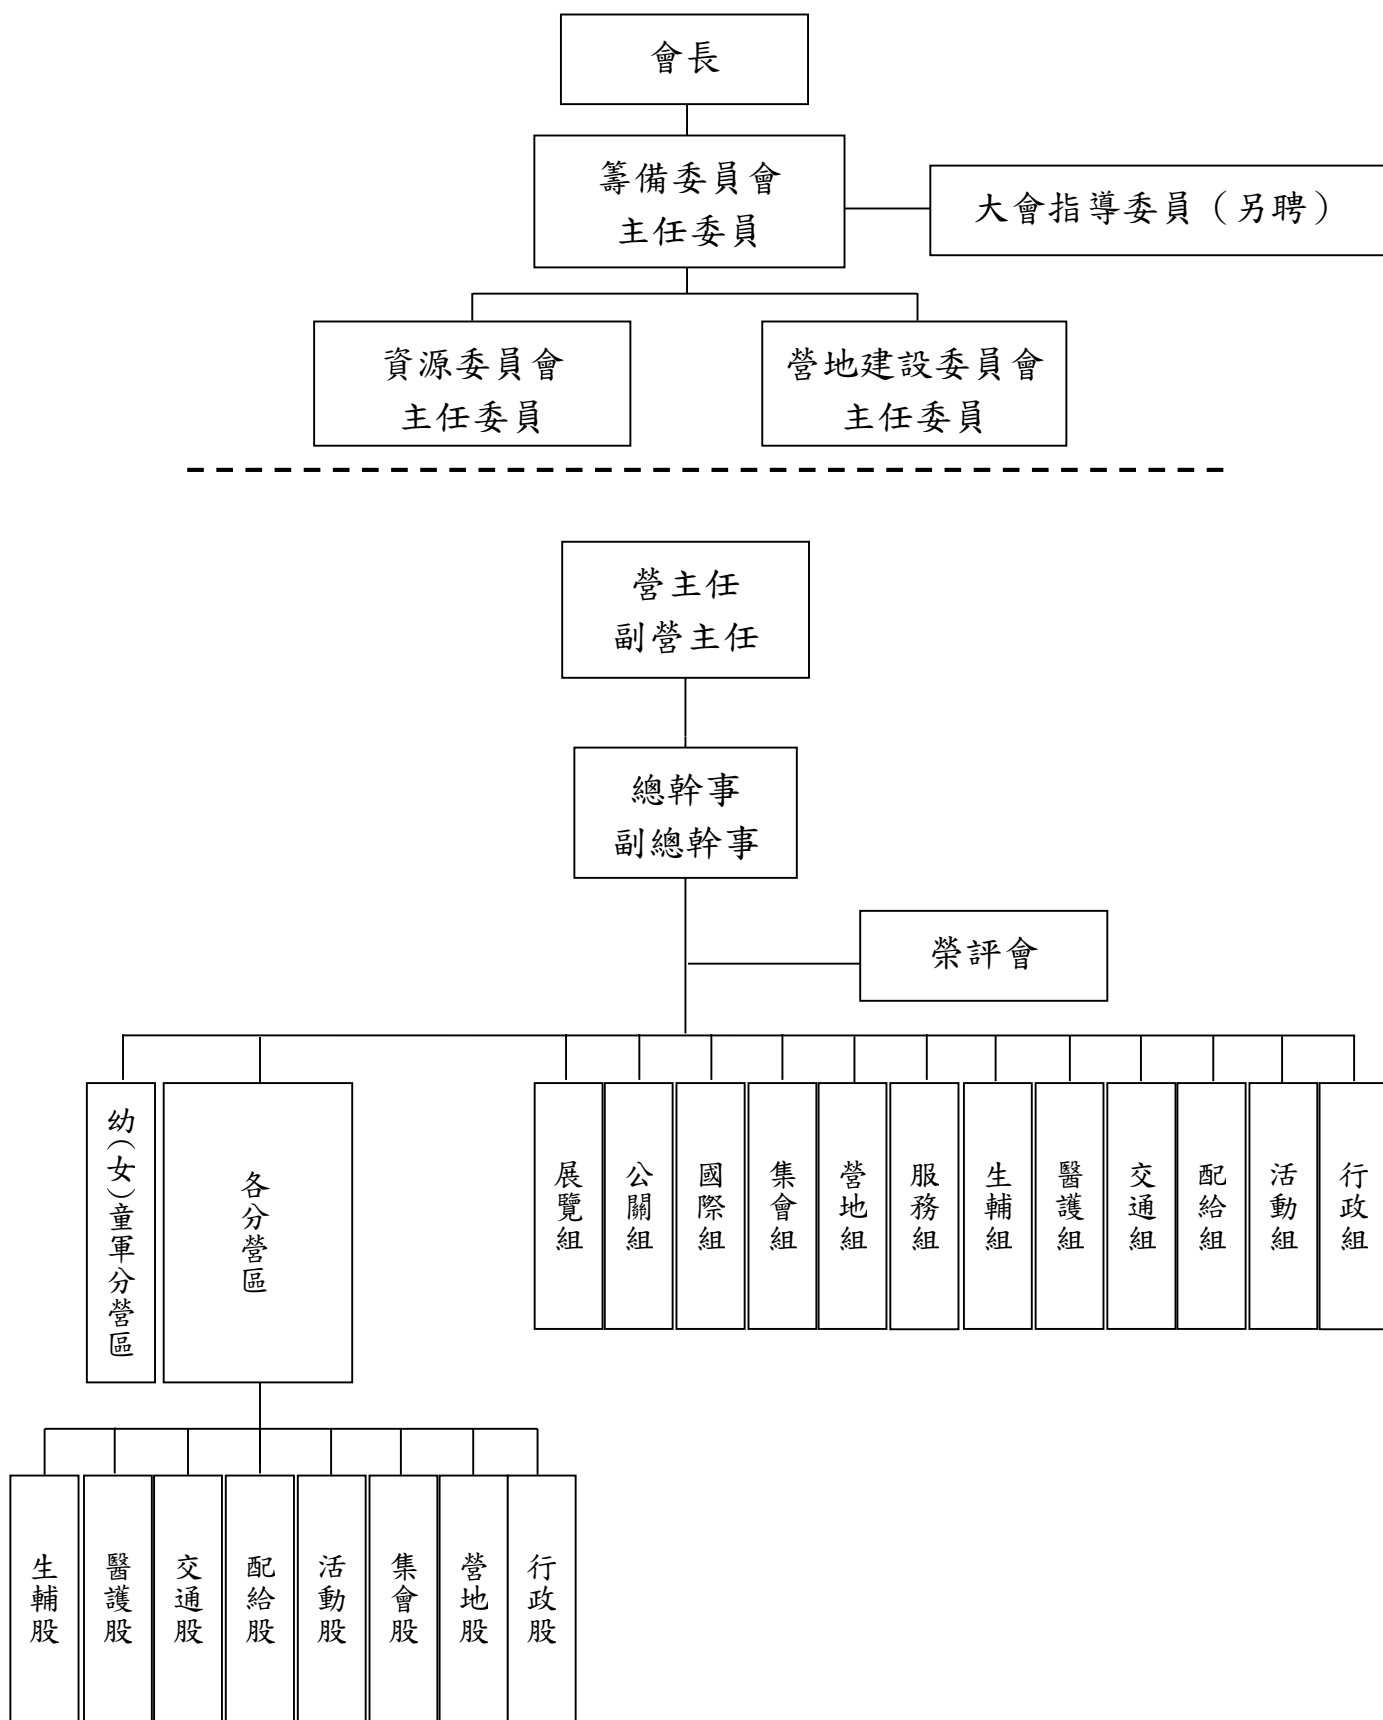 會長
籌備委員會
主任委員
大會指導委員（另聘）
資源委員會
主任委員
營地建設委員會
主任委員
營主任
副營主任
總幹事
副總幹事
榮評會
幼(女)童軍分營區
各分營區
展覽組
公關組
國際組
集會組
營地組
服務組
生輔組
醫護組
交通組
配給組
活動組
行政組
生輔股
醫護股
交通股
配給股
活動股
集會股
營地股
行政股